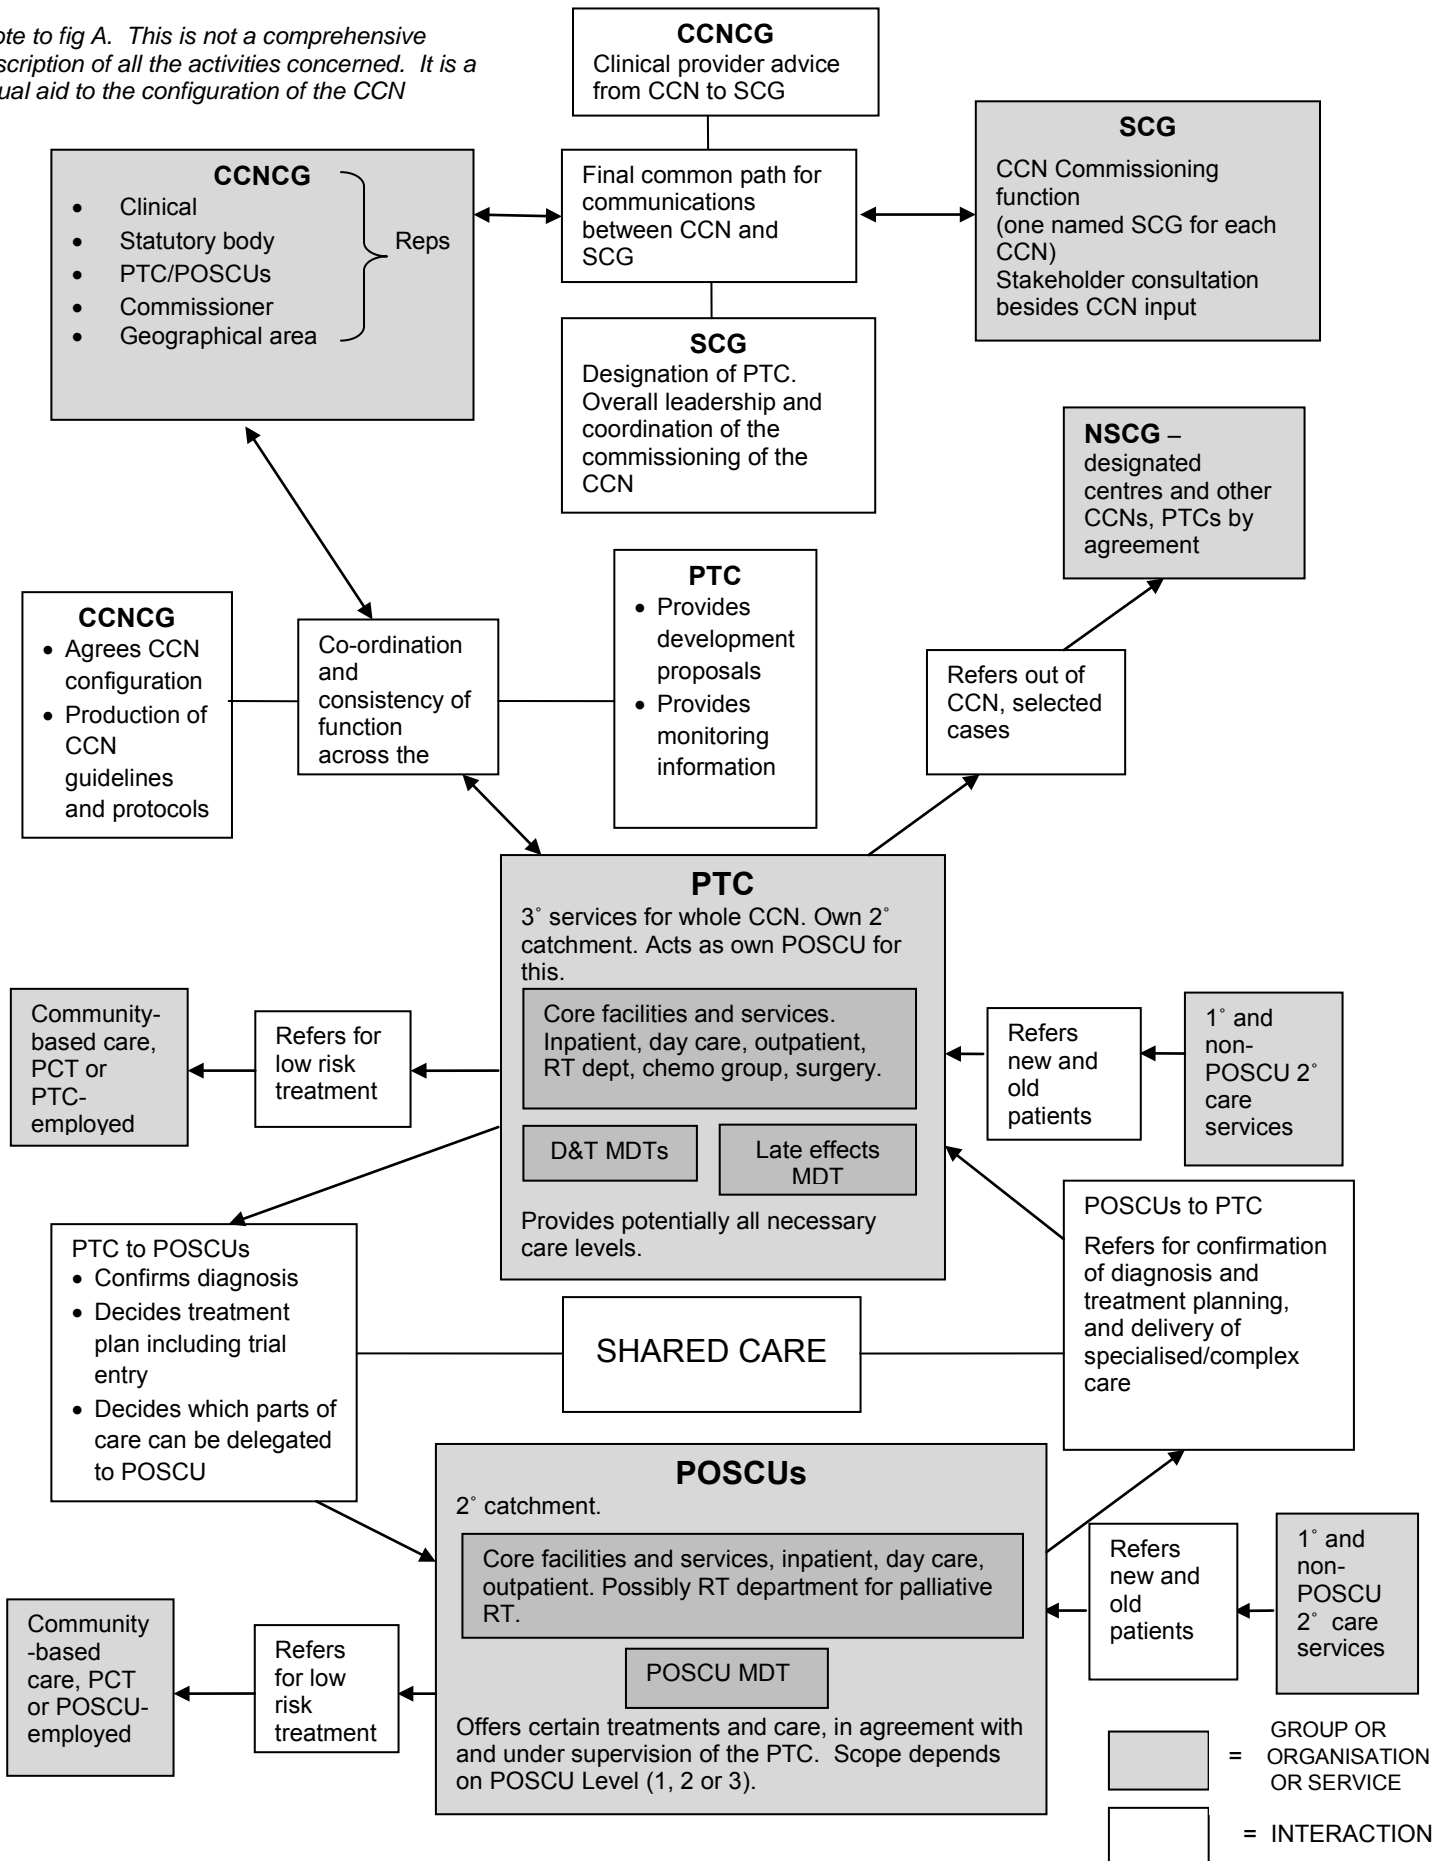 ote to fig A. This is not a comprehensive
scription of all the activities concerned. It is a
ual aid to the configuration of the CCN
CCNCG
Clinical provider advice
from CCN to SCG
CCNCG
• Clinical
• Statutory body
• PTC/POSCUs
• Commissioner
• Geographical area
Reps
Final common path for
communications
between CCN and
SCG
SCG
CCN Commissioning
function
(one named SCG for each
CCN)
Stakeholder consultation
besides CCN input
SCG
Designation of PTC.
Overall leadership and
coordination of the
commissioning of the
CCN
NSCG –
designated
centres and other
CCNs, PTCs by
agreement
CCNCG
• Agrees CCN
configuration
• Production of
CCN
guidelines
and protocols
Co-ordination
and
consistency of
function
across the
PTC
• Provides
development
proposals
• Provides
monitoring
information
Refers out of
CCN, selected
cases
PTC
3˚ services for whole CCN. Own 2˚
catchment. Acts as own POSCU for
this.
Core facilities and services.
Inpatient, day care, outpatient,
RT dept, chemo group, surgery.
D&T MDTs
Late effects
MDT
Provides potentially all necessary
care levels.
Community-
based care,
PCT or
PTC-
employed
Refers for
low risk
treatment
Refers
new and
old
patients
1˚ and
non-
POSCU 2˚
care
services
PTC to POSCUs
• Confirms diagnosis
• Decides treatment
plan including trial
entry
• Decides which parts of
care can be delegated
to POSCU
SHARED CARE
POSCUs to PTC
Refers for confirmation
of diagnosis and
treatment planning,
and delivery of
specialised/complex
care
POSCUs
2˚ catchment.
Core facilities and services, inpatient, day care,
outpatient. Possibly RT department for palliative
RT.
POSCU MDT
Offers certain treatments and care, in agreement with
and under supervision of the PTC. Scope depends
on POSCU Level (1, 2 or 3).
Community
-based
care, PCT
or POSCU-
employed
Refers
for low
risk
treatment
Refers
new and
old
patients
1˚ and
non-
POSCU
2˚ care
services
= GROUP OR
ORGANISATION
OR SERVICE
= INTERACTION